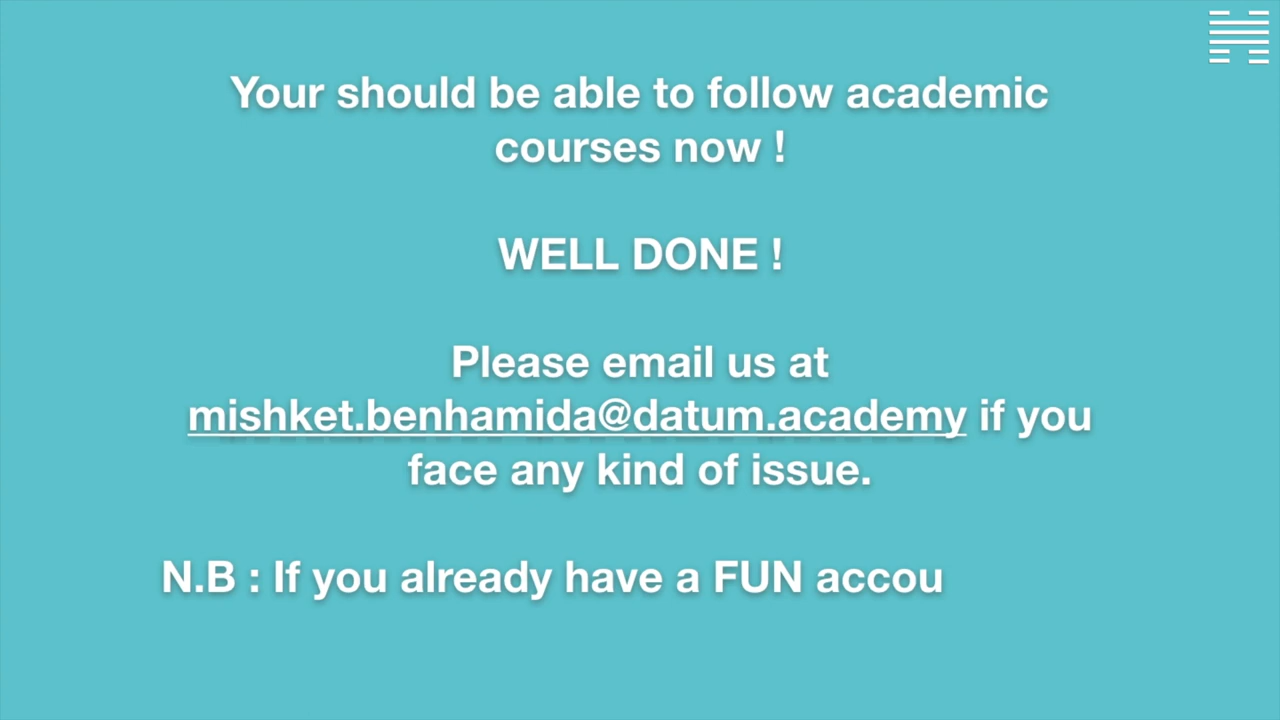 Your should be able to follow academic
courses now !
WELL DONE !
Please email us at
mishket.benhamida@datum.academy if you
face any kind of issue.
N.B : If you already have a FUN accou